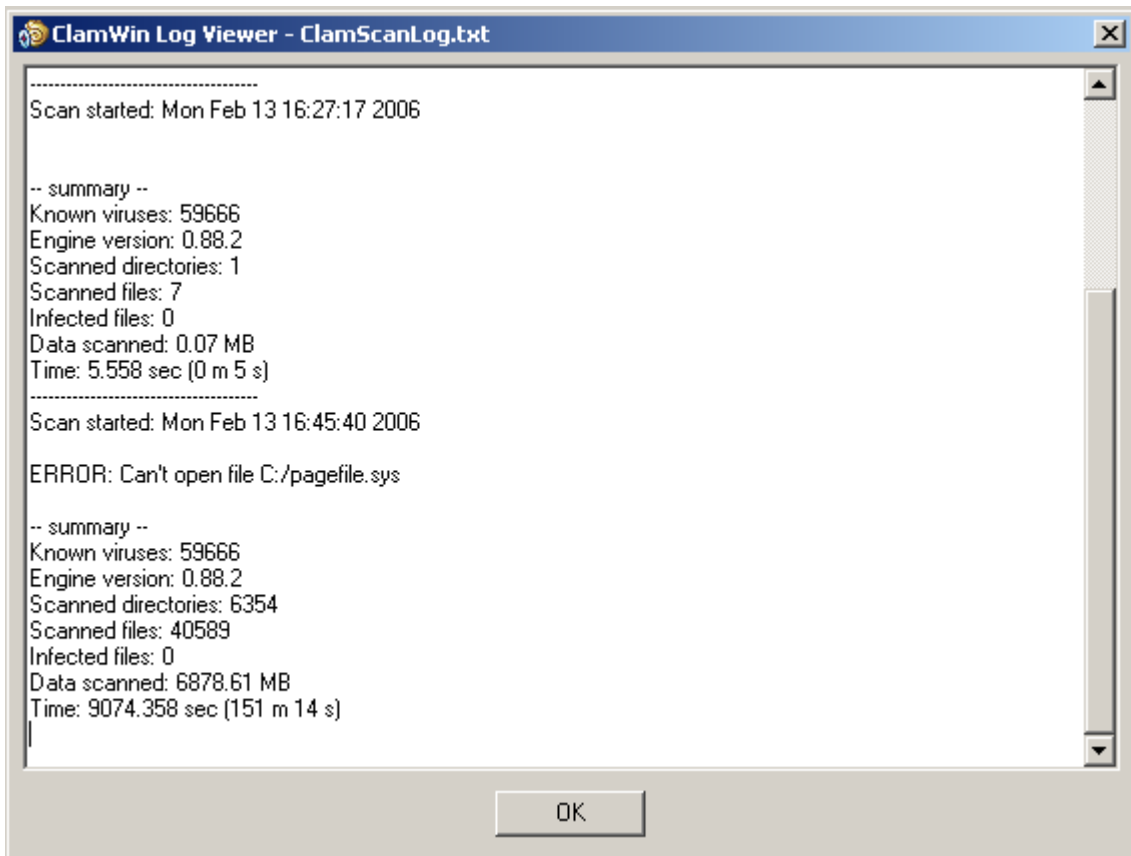 ClamWin Log Viewer - ClamScanLog.txt
--------------------------------------
Scan started: Mon Feb 13 16:27:17 2006
-- summary --
Known viruses: 59666
Engine version: 0.88.2
Scanned directories: 1
Scanned files: 7
Infected files: 0
Data scanned: 0.07 MB
Time: 5.558 sec (0 m 5 s)
--------------------------------------
Scan started: Mon Feb 13 16:45:40 2006
ERROR: Can't open file C:/pagefile.sys
-- summary --
Known viruses: 59666
Engine version: 0.88.2
Scanned directories: 6354
Scanned files: 40589
Infected files: 0
Data scanned: 6878.61 MB
Time: 9074.358 sec (151 m 14 s)
OK